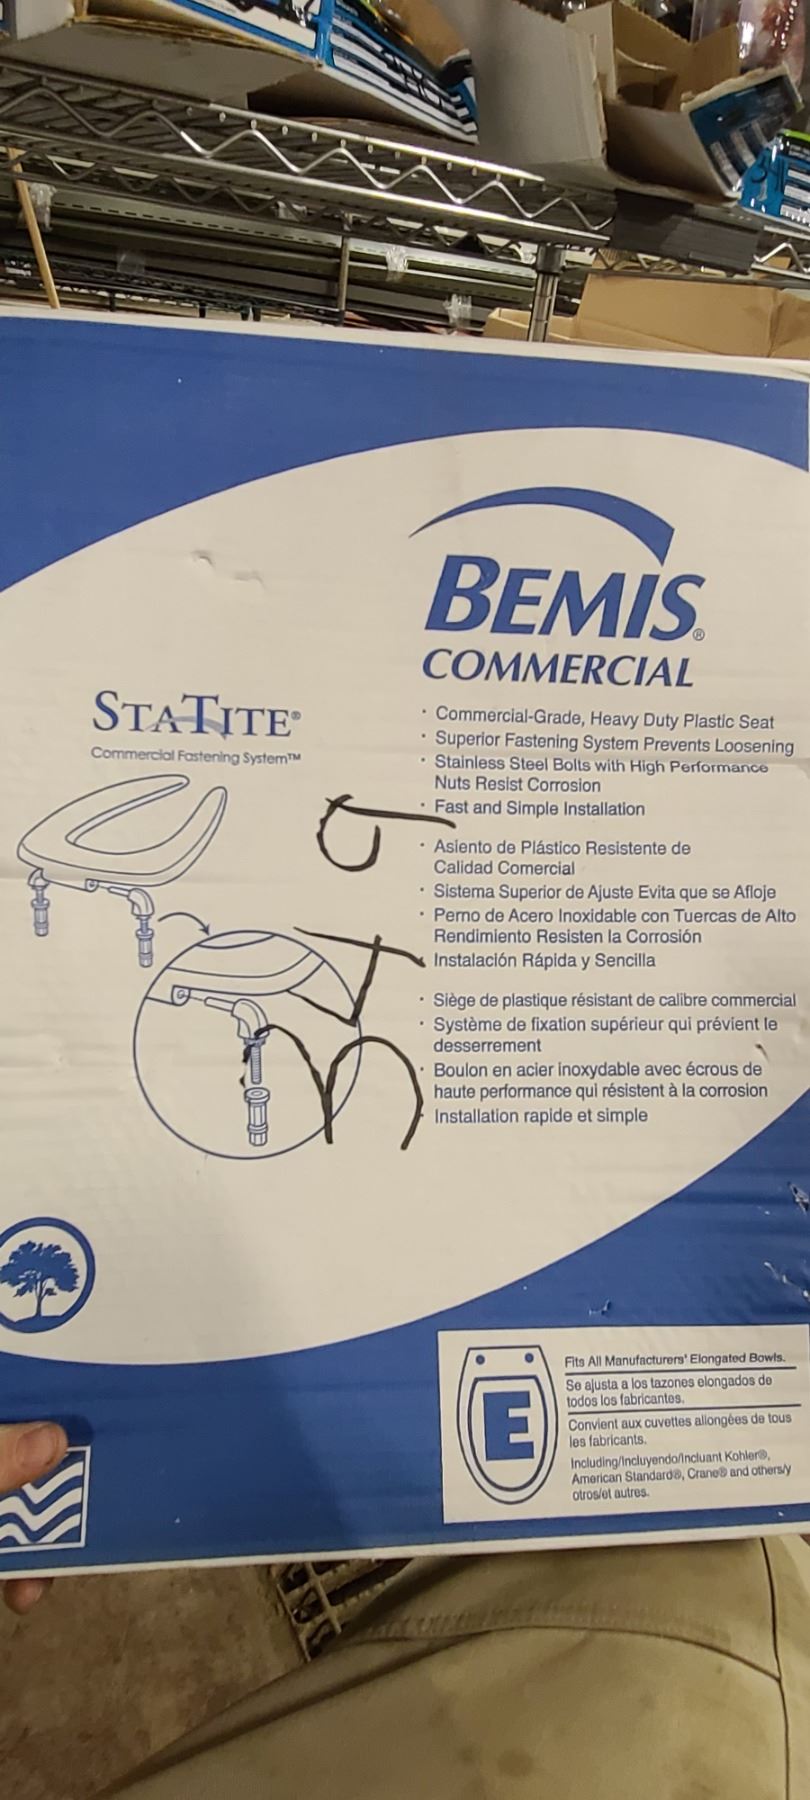 BEMIS®
COMMERCIAL
STATITE®
Commercial Fastening System™
· Commercial-Grade, Heavy Duty Plastic Seat
· Superior Fastening System Prevents Loosening
· Stainless Steel Bolts with High Performance
Nuts Resist Corrosion
· Fast and Simple Installation
· Asiento de Plástico Resistente de
Calidad Comercial
· Sistema Superior de Ajuste Evita que se Afloje
· Perno de Acero Inoxidable con Tuercas de Alto
Rendimiento Resisten la Corrosión
Instalación Rápida y Sencilla
· Siège de plastique résistant de calibre commercial
· Système de fixation supérieur qui prévient le
desserrement
· Boulon en acier inoxydable avec écrous de
haute performance qui résistent à la corrosion
Installation rapide et simple
E
Fits All Manufacturers' Elongated Bowls.
Se ajusta a los tazones elongados de
todos los fabricantes.
Convient aux cuvettes allongées de tous
les fabricants.
Including/Incluyendo/Incluant Kohler®,
American Standard®, Crane® and others/y
otros/et autres.